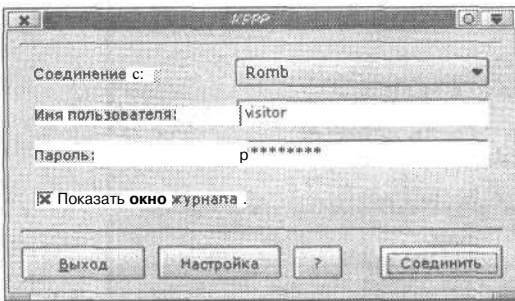 KPPP
Соединение с: Romb
Имя пользователя: visitor
Пароль: р********
Показать окно журнала .
Выход Настройка ? Соединить